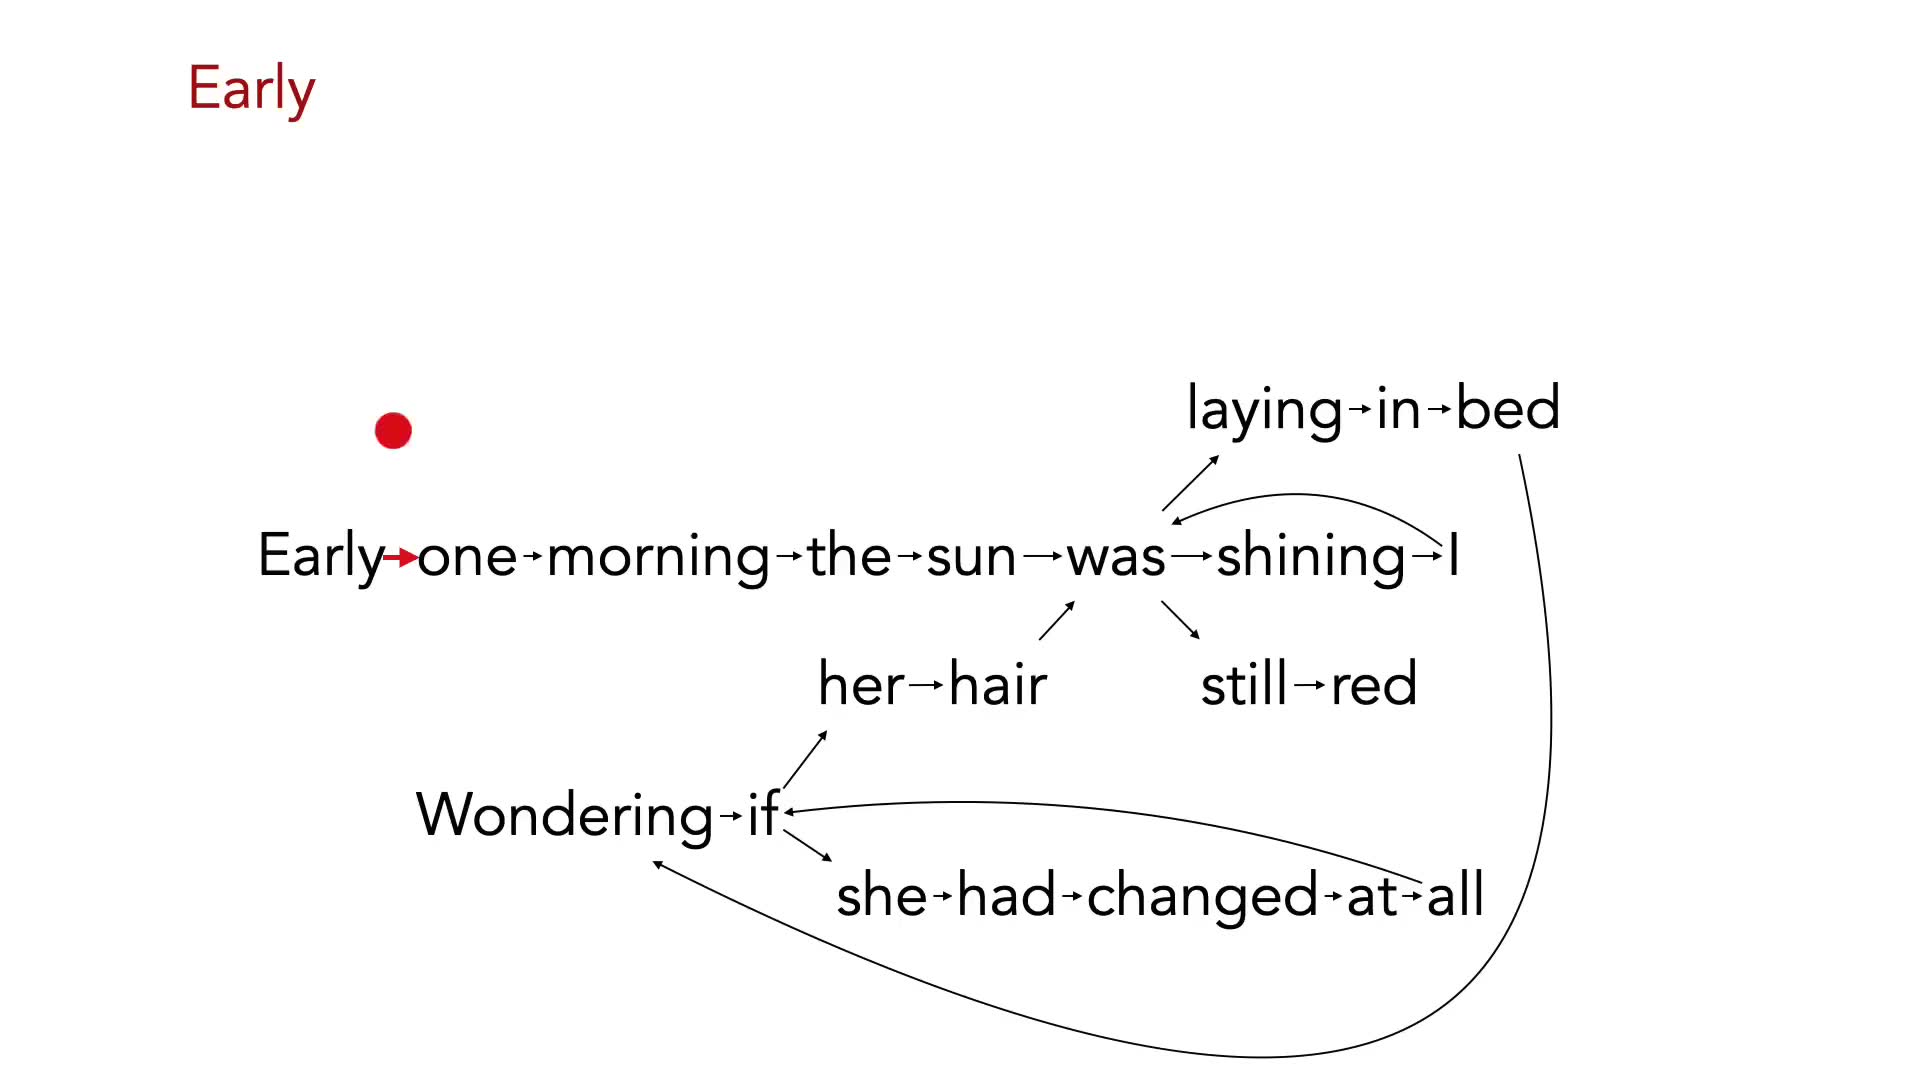 Early
laying in bed
Early one morning the sun was shining I
her hair still red
Wondering if
she had changed at all